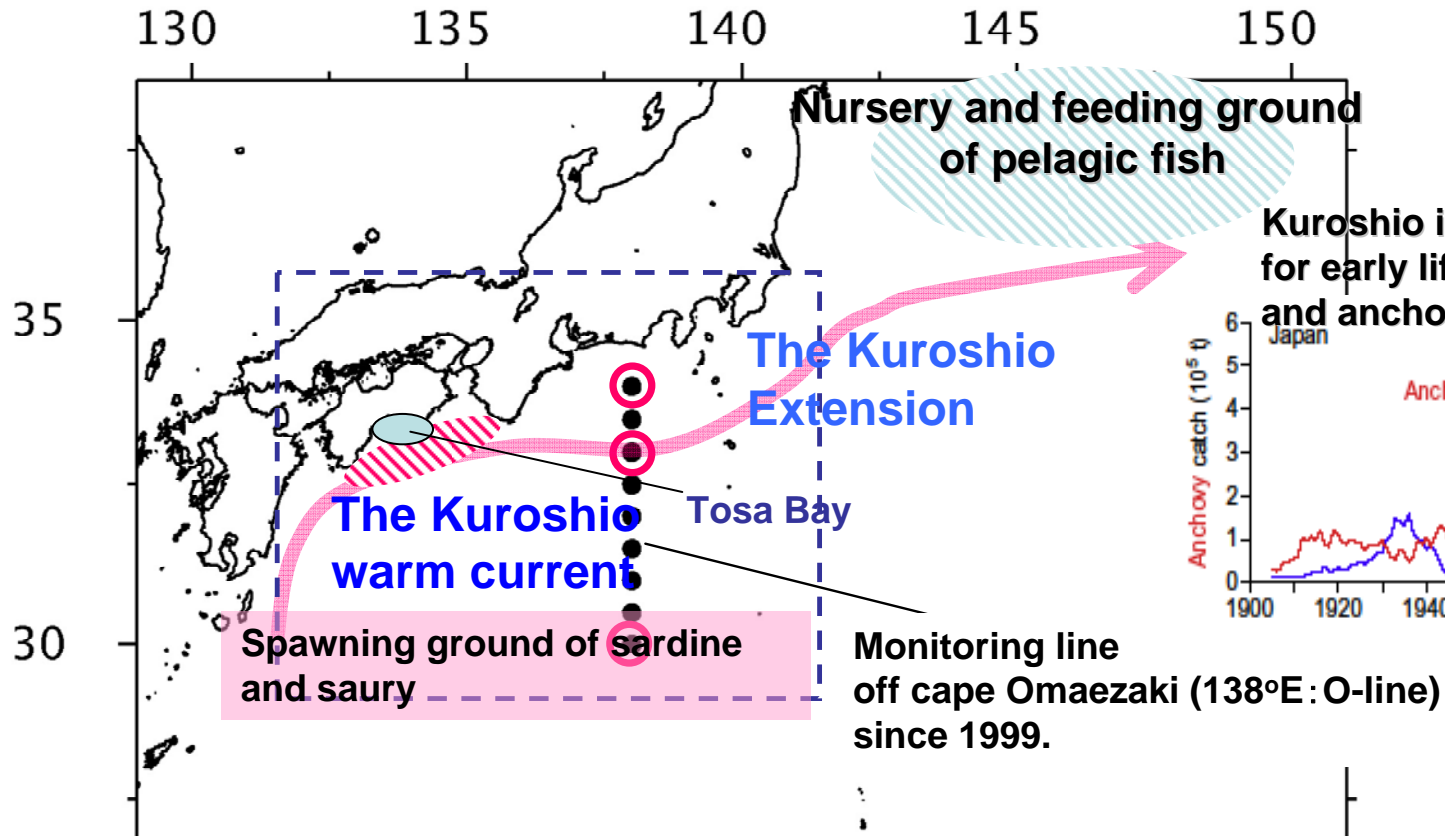 130 135 140 145 150
Nursery and feeding ground
of pelagic fish
Kuroshio i
for early lif
and ancho
35
The Kuroshio
Extension
6
Japan
5
Anchovy catch (10⁵ t)
Anc
4
3
2
1
0
1900 1920 1940
Tosa Bay
The Kuroshio
warm current
30
Spawning ground of sardine
and saury
Monitoring line
off cape Omaezaki (138ºE:O-line)
since 1999.